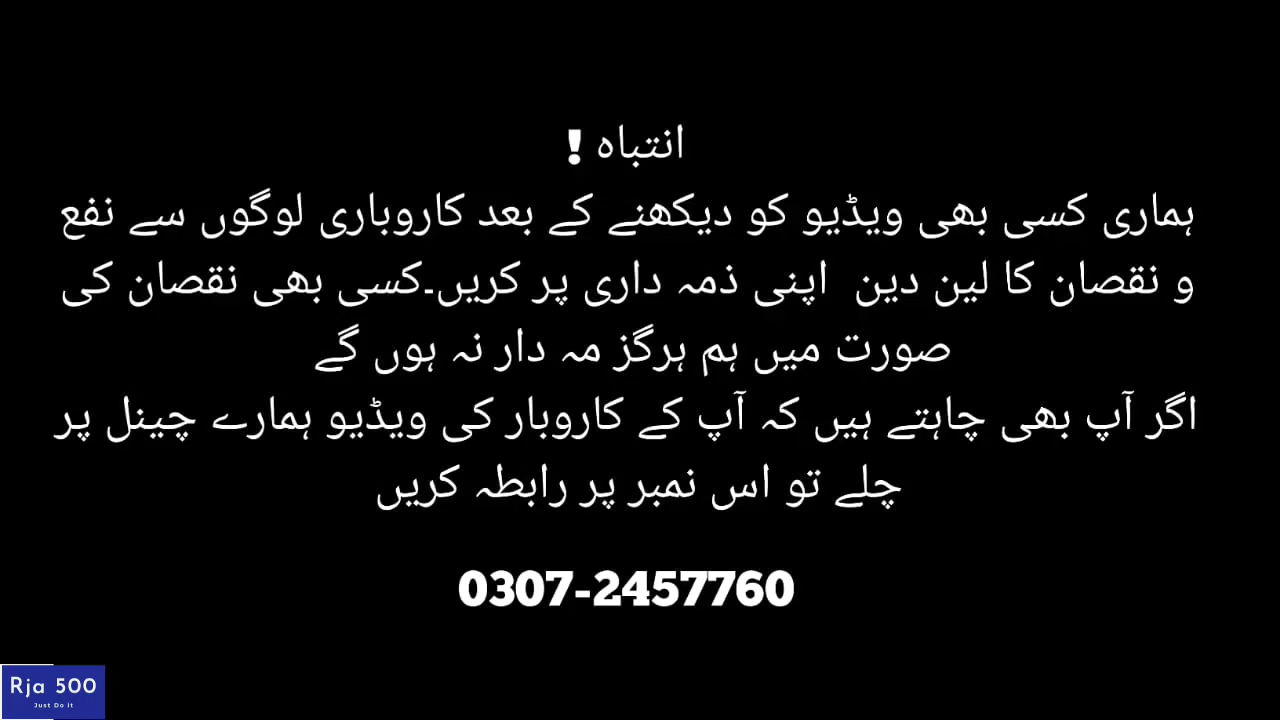 انتباہ !
ہماری کسی بھی ویڈیو کو دیکھنے کے بعد کاروباری لوگوں سے نفع
و نقصان کا لین دین اپنی ذمہ داری پر کریں۔کسی بھی نقصان کی
صورت میں ہم ہرگز مہ دار نہ ہوں گے
اگر آپ بھی چاہتے ہیں کہ آپ کے کاروبار کی ویڈیو ہمارے چینل پر
چلے تو اس نمبر پر رابطہ کریں
0307-2457760
Rja 500
Just Do it